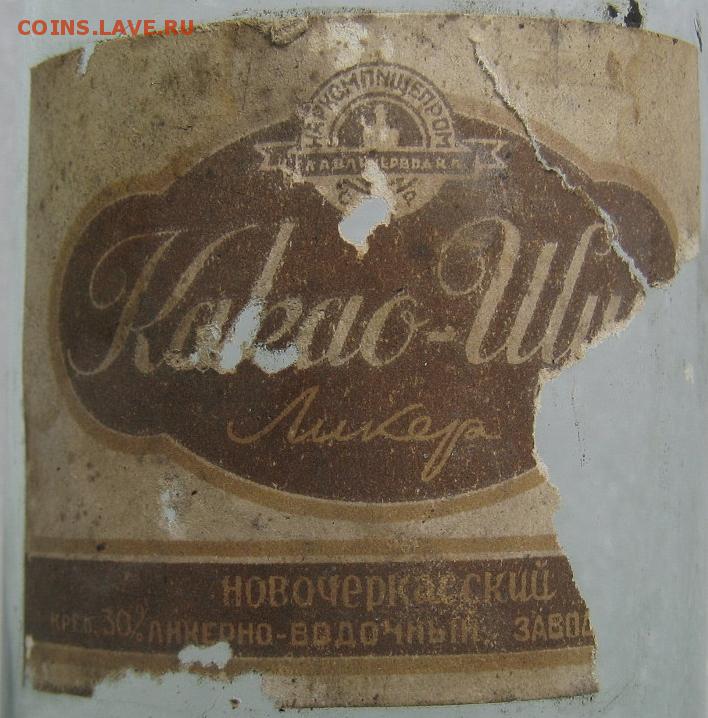 COINS.LAVE.RU
НАРКОМПИЩЕПРОМ
ГЛАВЛИКЕРВОДКА
Какао-Шу
Ликер
НОВОЧЕРКАССКИЙ
КРЕП. 30% ЛИКЕРНО-ВОДОЧНЫЙ ЗАВОД